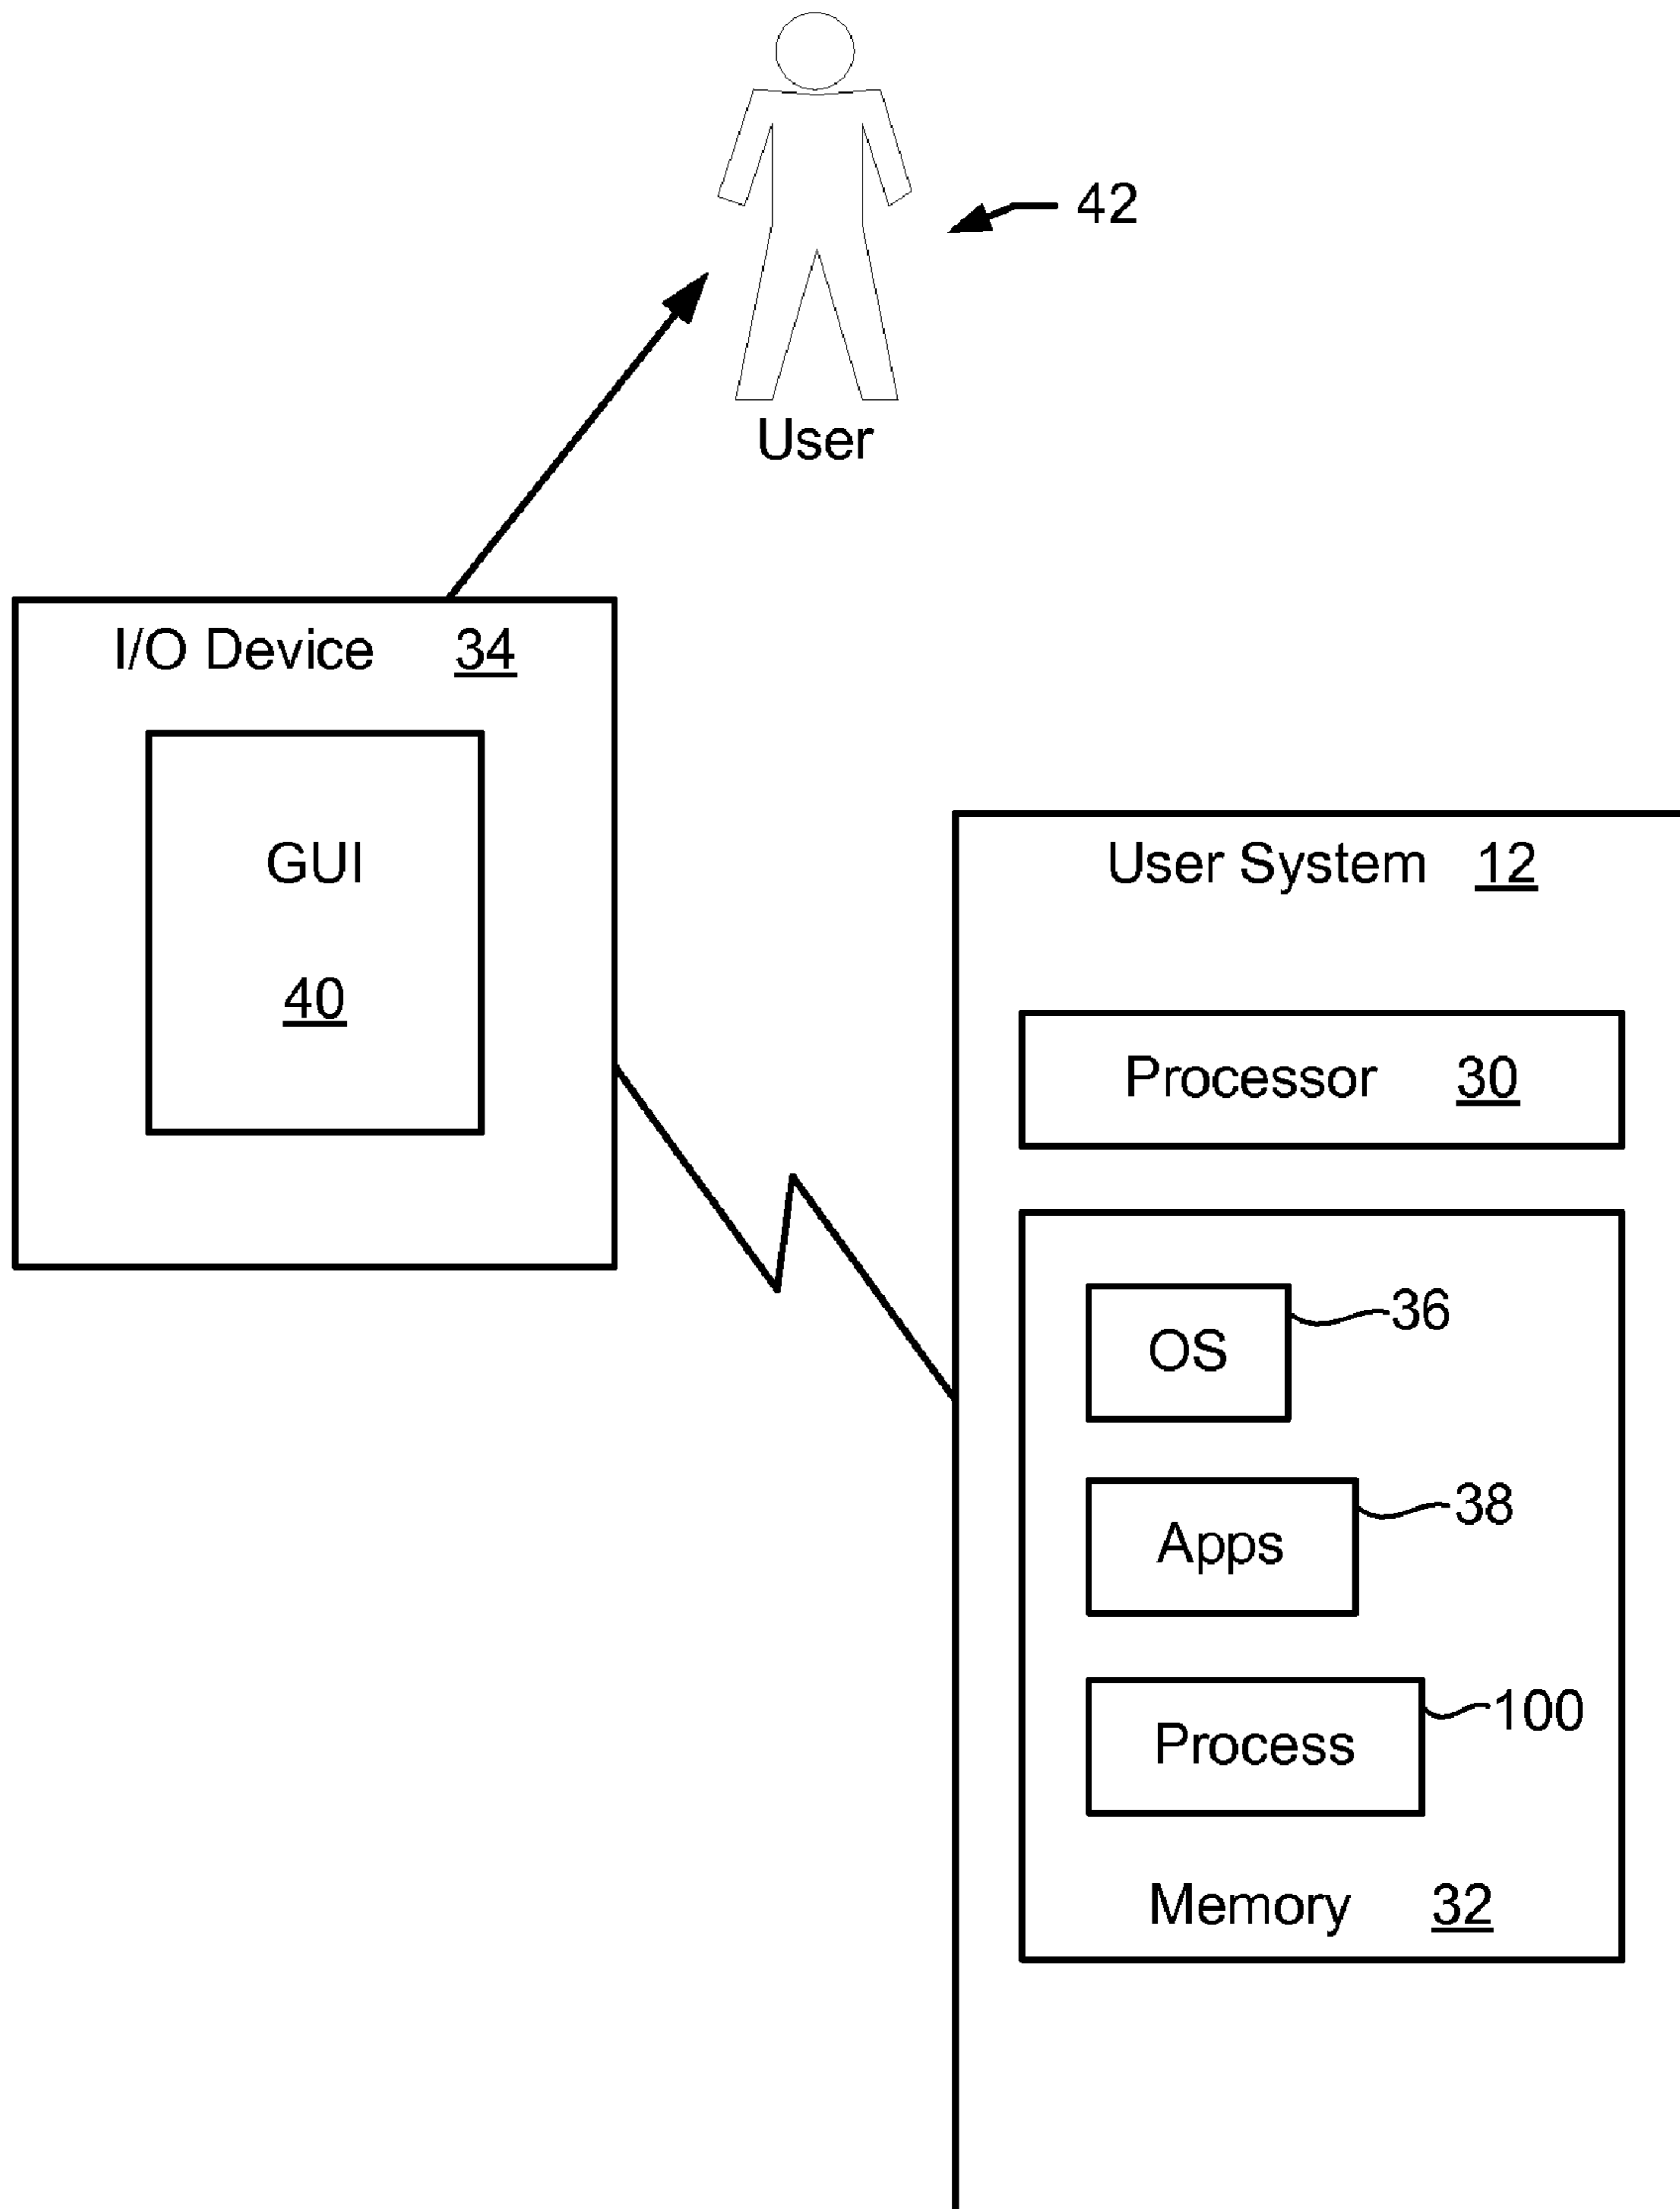 42
User
I/O Device 34
GUI
40
User System 12
Processor 30
OS
36
Apps
38
Process
100
Memory 32